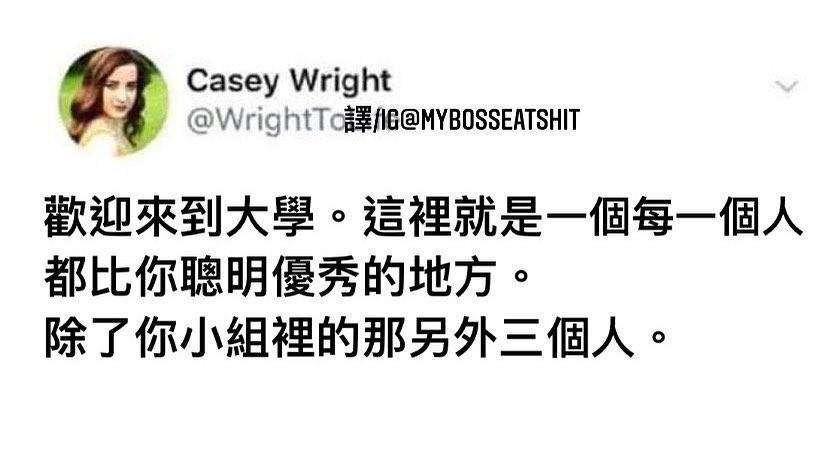 Casey Wright
@WrightTo
譯/IG@MYBOSSEATSHIT
歡迎來到大學。這裡就是一個每一個人
都比你聰明優秀的地方。
除了你小組裡的那另外三個人。